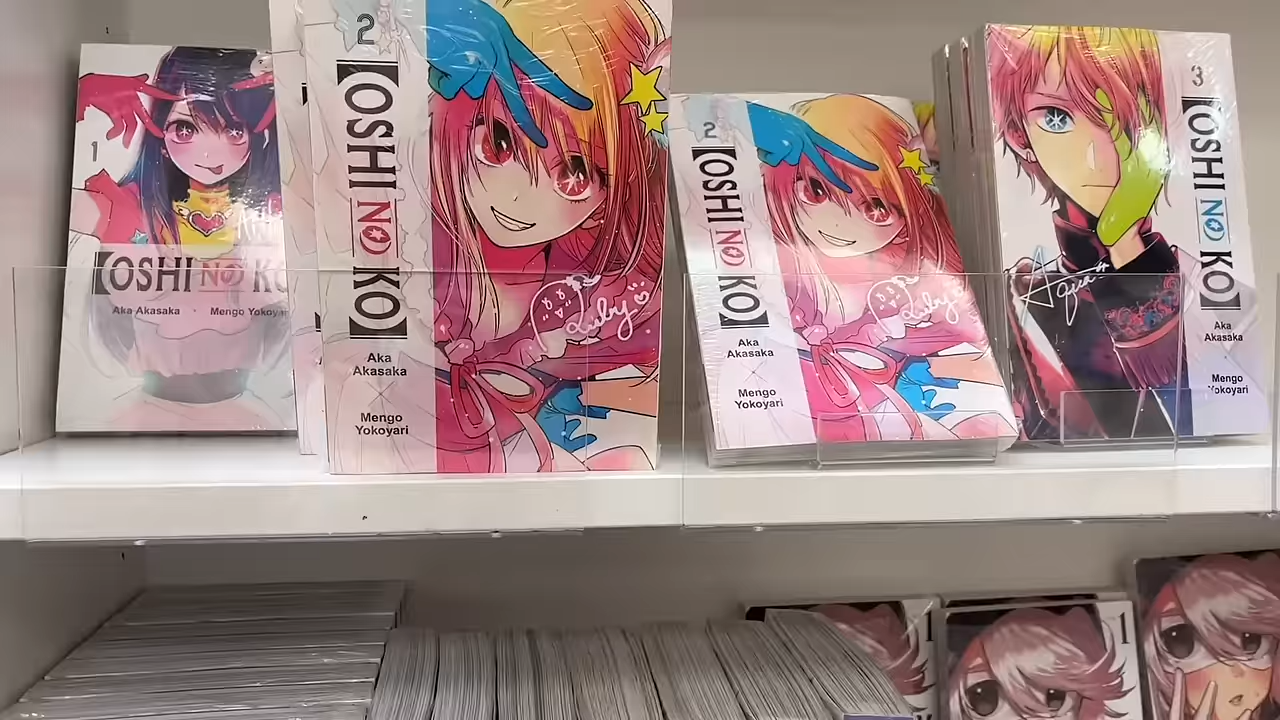 1
【OSHI NO KO
Aka Akasaka
Mengo Yokoyar
2
【OSHI NO KO】
Aka
Akasaka
Mengo
Yokoyari
Ruby
2
【OSHI NO KO】
Aka
Akasaka
Mengo
Yokoyari
Ruby
3
【OSHI NO KO】
Aka
Akasaka
Mengo
Yokoyari
Aqua
1
1